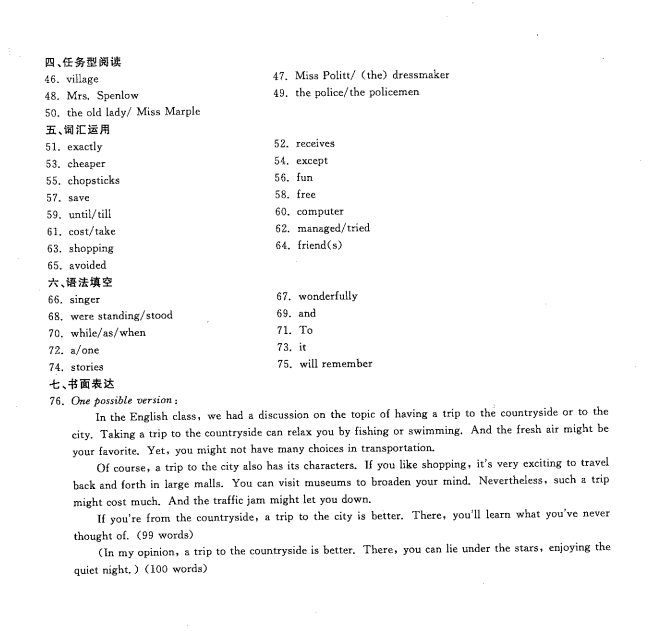 四、任务型阅读
46. village 47. Miss Politt/ (the) dressmaker
48. Mrs. Spenlow 49. the police/the policemen
50. the old lady/ Miss Marple
五、词汇运用
51. exactly 52. receives
53. cheaper 54. except
55. chopsticks 56. fun
57. save 58. free
59. until/till 60. computer
61. cost/take 62. managed/tried
63. shopping 64. friend(s)
65. avoided
六、语法填空
66. singer 67. wonderfully
68. were standing/stood 69. and
70. while/as/when 71. To
72. a/one 73. it
74. stories 75. will remember
七、书面表达
76. One possible version:
In the English class, we had a discussion on the topic of having a trip to the countryside or to the
city. Taking a trip to the countryside can relax you by fishing or swimming. And the fresh air might be
your favorite. Yet, you might not have many choices in transportation.
Of course, a trip to the city also has its characters. If you like shopping, it's very exciting to travel
back and forth in large malls. You can visit museums to broaden your mind. Nevertheless, such a trip
might cost much. And the traffic jam might let you down.
If you're from the countryside, a trip to the city is better. There, you'll learn what you've never
thought of. (99 words)
(In my opinion, a trip to the countryside is better. There, you can lie under the stars, enjoying the
quiet night.) (100 words)